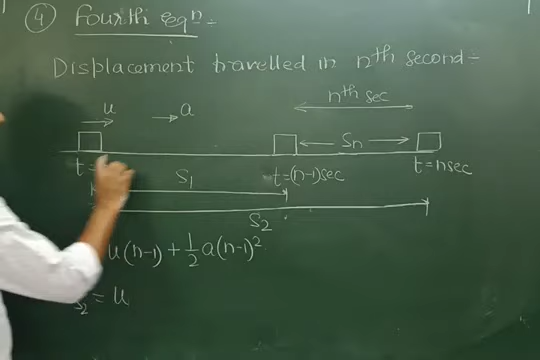 ④ Fourth eqⁿ:-
Displacement travelled in nth second:-
nth sec
u a
Sn
t= t=(n-1)sec t=nsec
S₁
S₂
u(n-1) + 1/2 a(n-1)²
S₂ = u